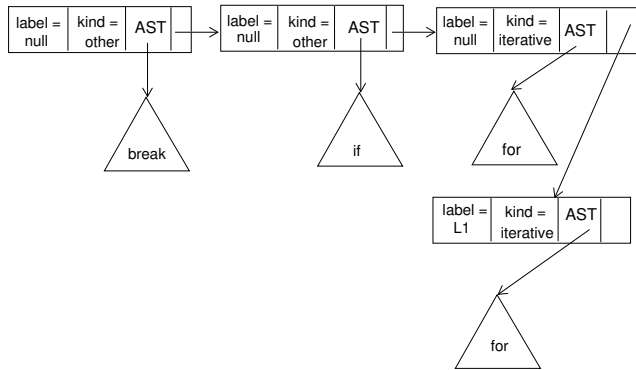 label = null kind = other AST
label = null kind = other AST
label = null kind = iterative AST
break
if
for
label = L1 kind = iterative AST
for